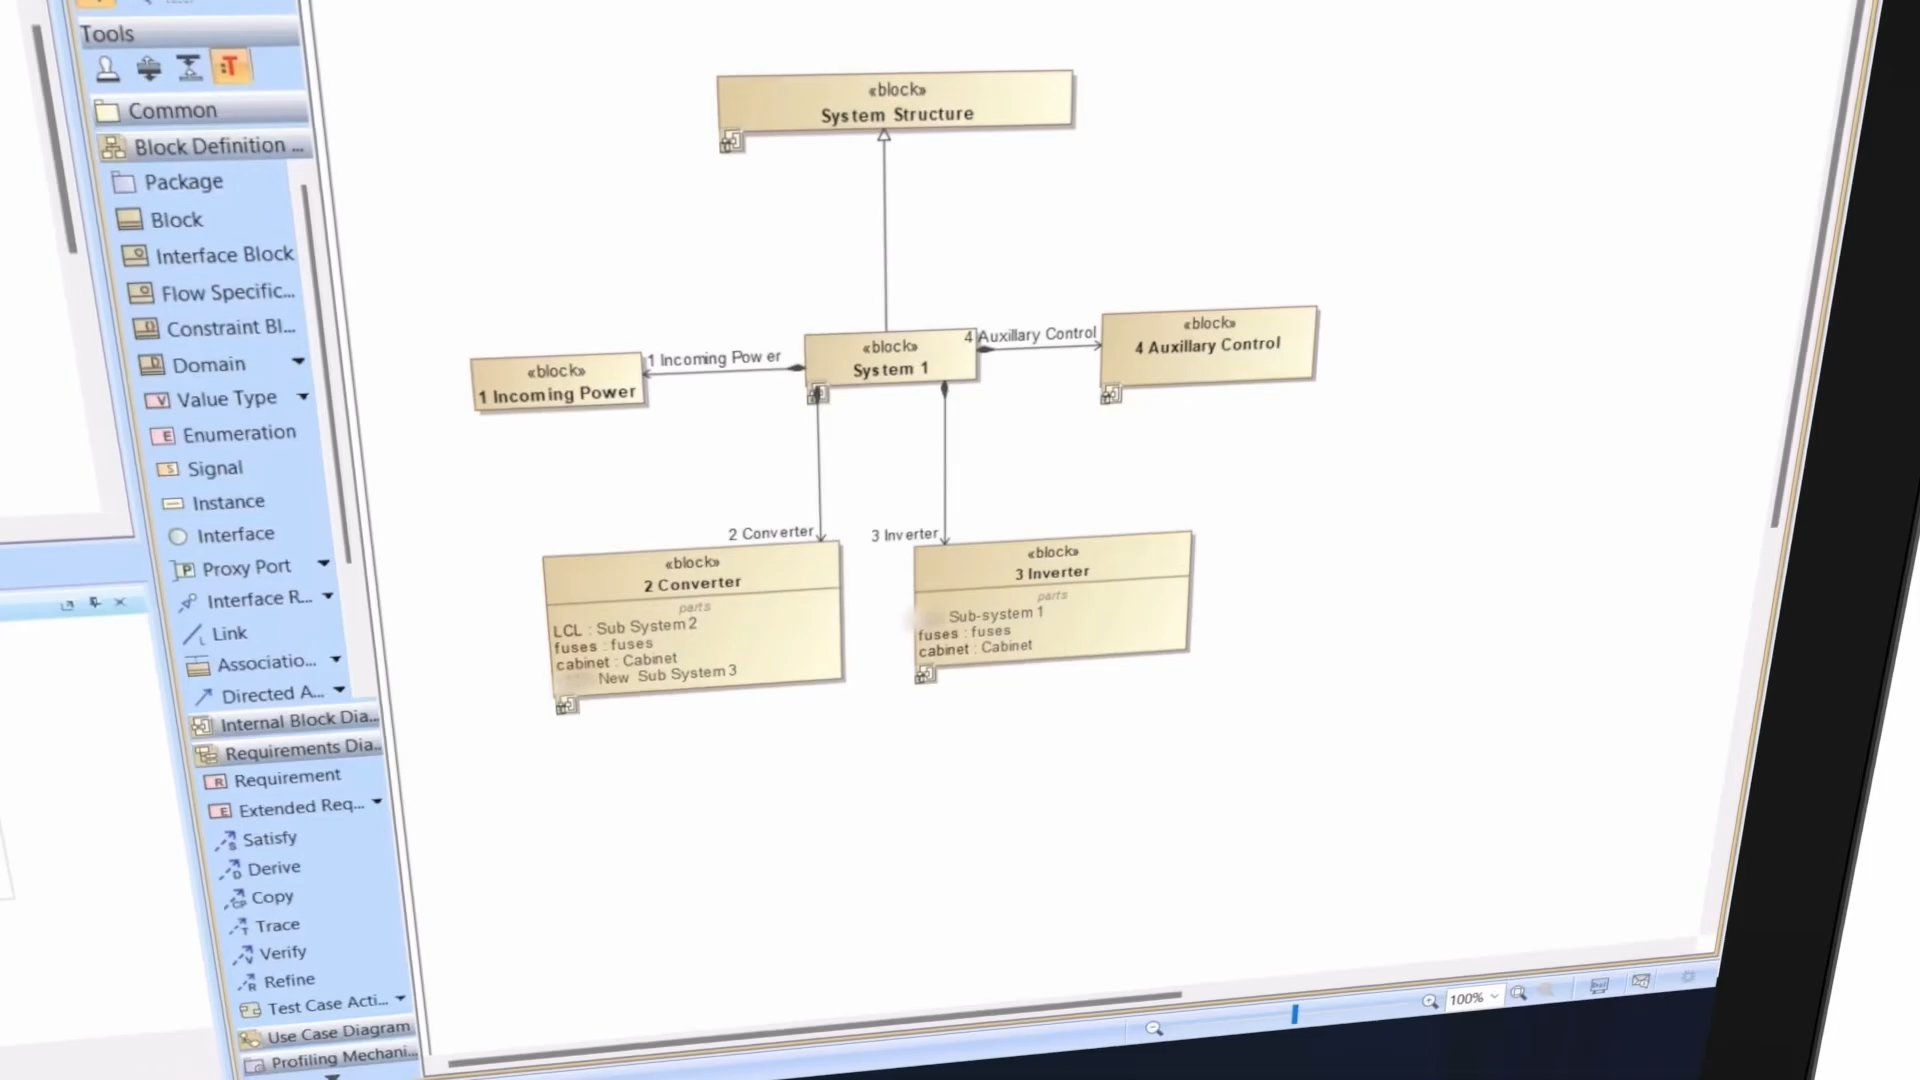 Tools
Common
Block Definition ...
Package
Block
Interface Block
Flow Specific...
Constraint Bl...
Domain
Value Type
Enumeration
Signal
Instance
Interface
Proxy Port
Interface R...
Link
Associatio...
Directed A...
Internal Block Dia...
Requirements Dia...
Requirement
Extended Req...
Satisfy
Derive
Copy
Trace
Verify
Refine
Test Case Acti...
Use Case Diagram
Profiling Mechani...
«block»
System Structure
«block»
1 Incoming Power
1 Incoming Power
«block»
System 1
4 Auxillary Control
«block»
4 Auxillary Control
2 Converter
«block»
2 Converter
parts
LCL : Sub System 2
fuses : fuses
cabinet : Cabinet
New Sub System 3
3 Inverter
«block»
3 Inverter
parts
Sub-system 1
fuses : fuses
cabinet : Cabinet
100%